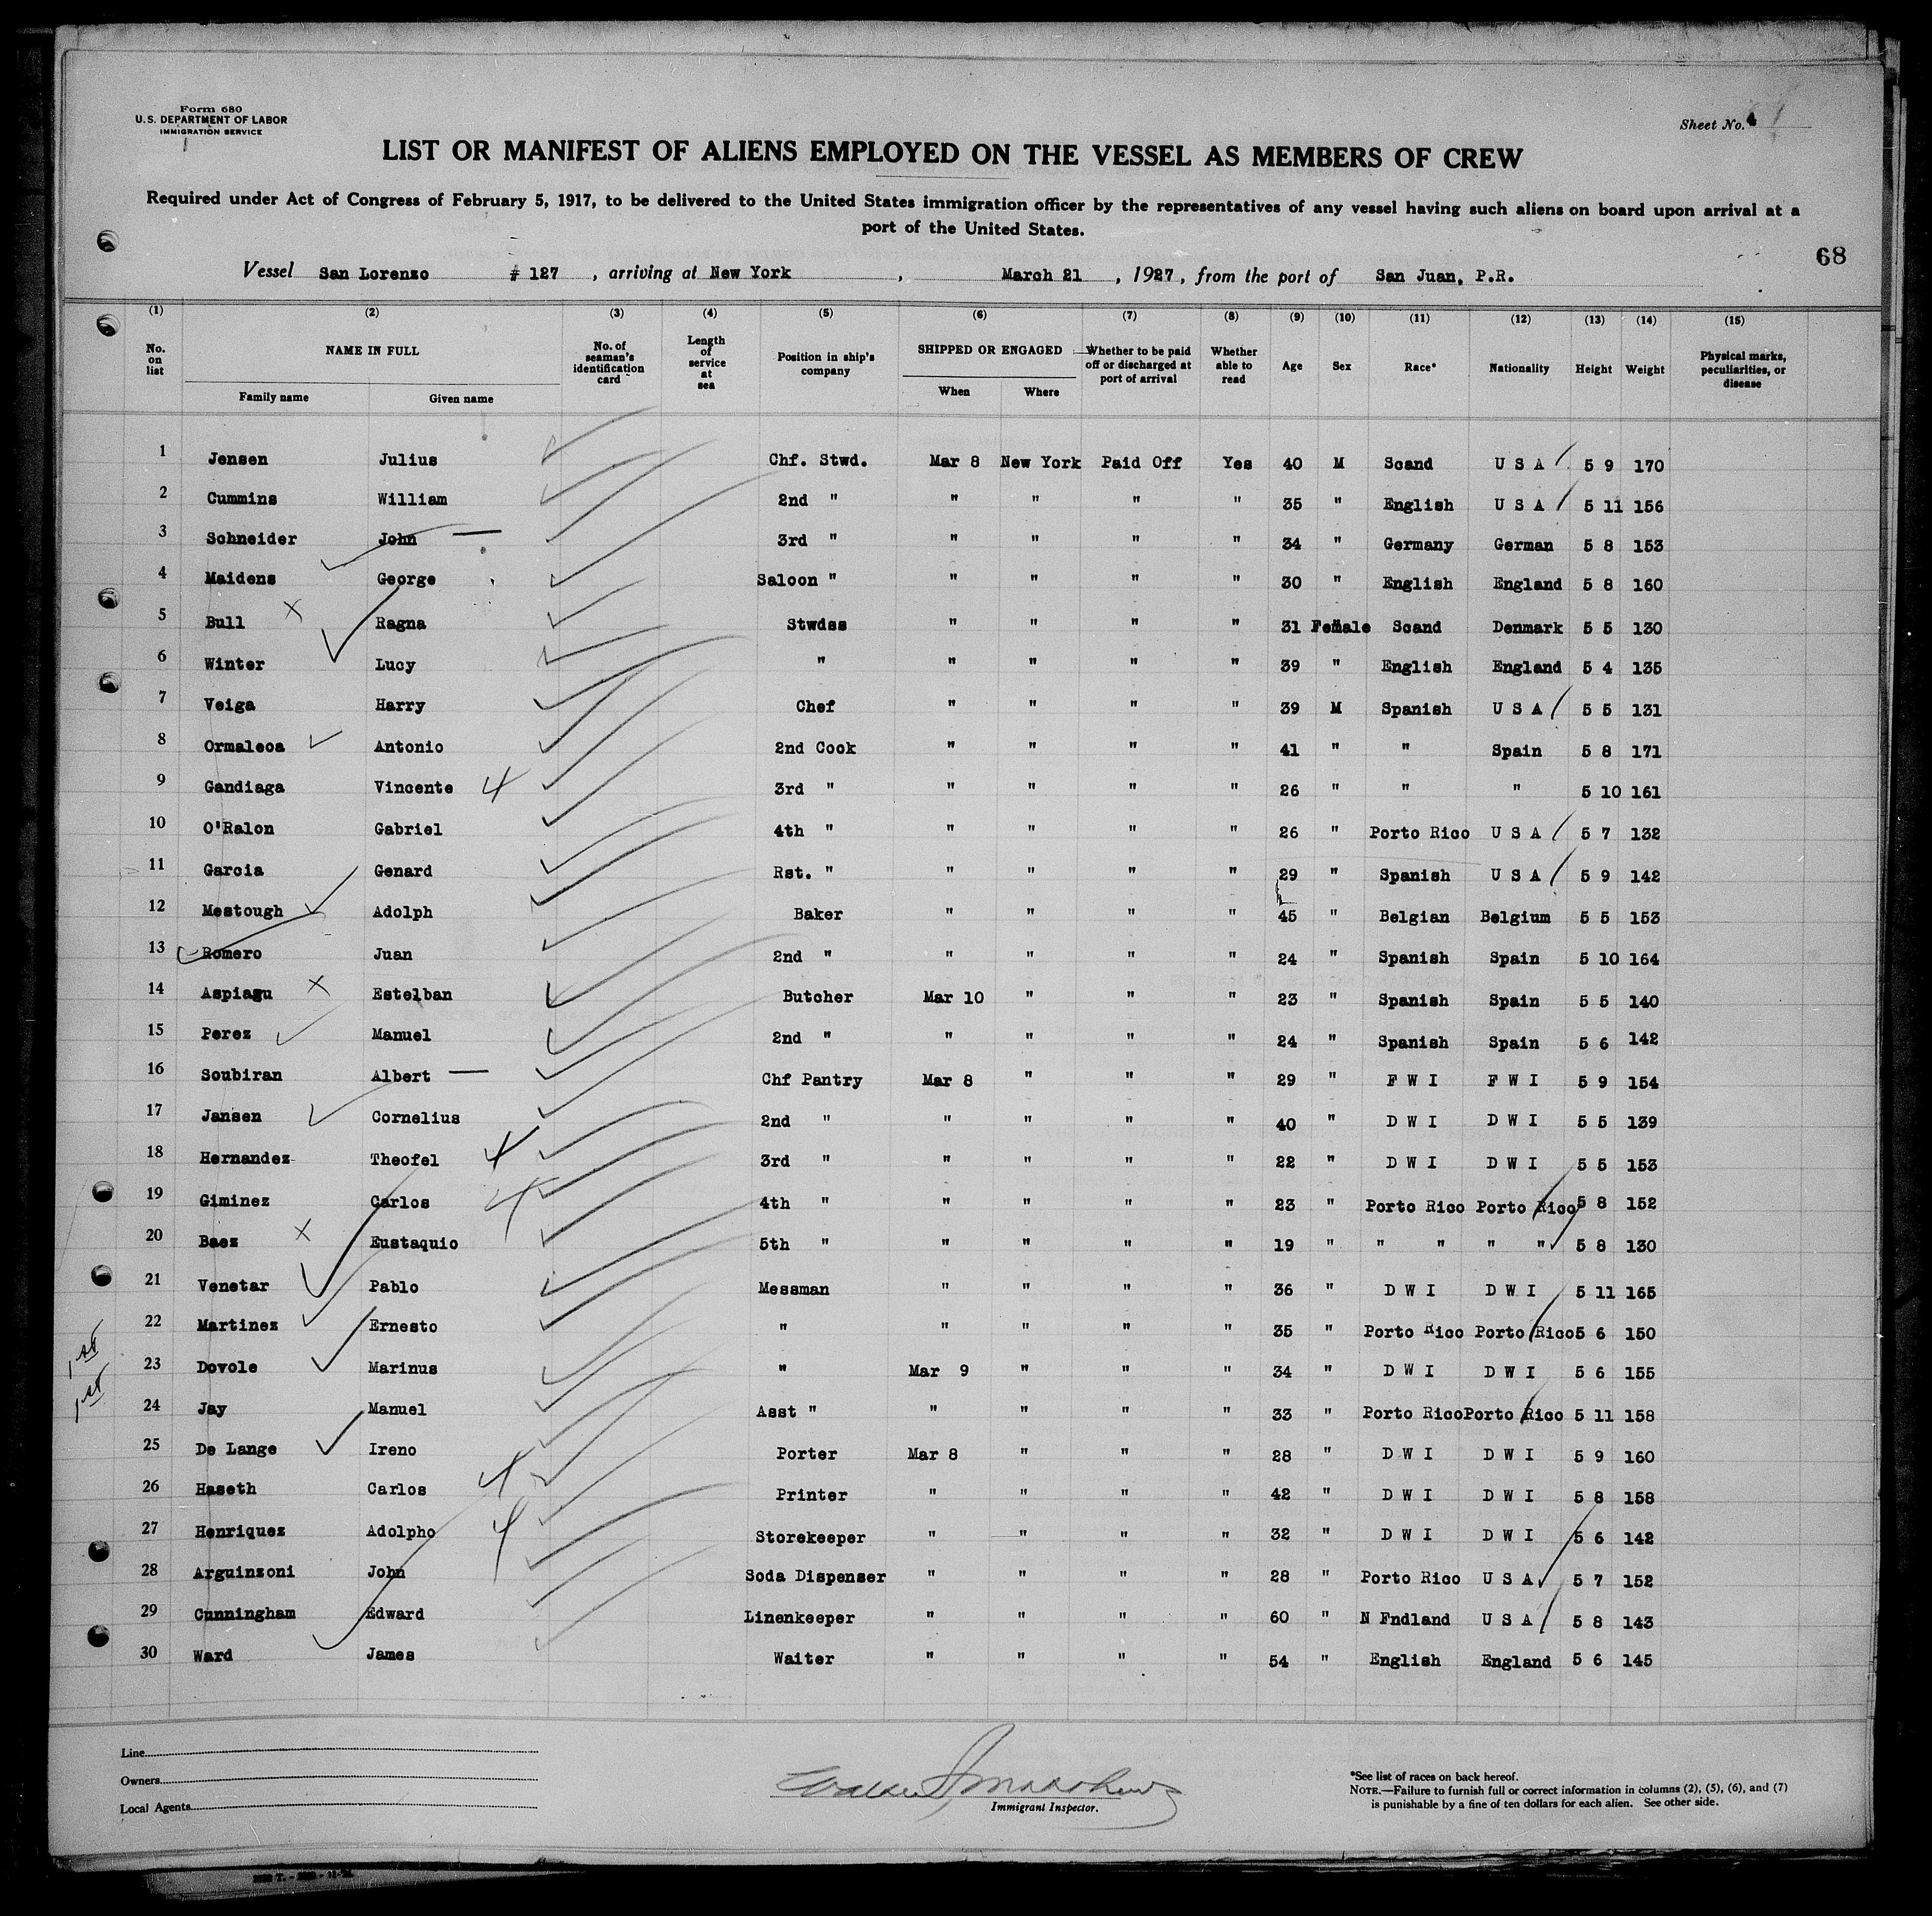 Form 680
U.S. DEPARTMENT OF LABOR
IMMIGRATION SERVICE
Sheet No. 4
LIST OR MANIFEST OF ALIENS EMPLOYED ON THE VESSEL AS MEMBERS OF CREW
Required under Act of Congress of February 5, 1917, to be delivered to the United States immigration officer by the representatives of any vessel having such aliens on board upon arrival at a
port of the United States.
68
Vessel San Lorenzo # 127 , arriving at New York , March 21 , 1927, from the port of San Juan, P.R.
(1) (2) (3) (4) (5) (6) (7) (8) (9) (10) (11) (12) (13) (14) (15)
No. on list NAME IN FULL Family name Given name No. of seaman's identification card Length of service at sea Position in ship's company SHIPPED OR ENGAGED When Where Whether to be paid off or discharged at port of arrival Whether able to read Age Sex Race* Nationality Height Weight Physical marks, peculiarities, or disease
1 Jensen Julius Chf. Stwd. Mar 8 New York Paid Off Yes 40 M Scand U S A 5 9 170
2 Cummins William 2nd " " " " " 35 " English U S A 5 11 156
3 Schneider John 3rd " " " " " 34 " Germany German 5 8 153
4 Maidens George Saloon " " " " " 30 " English England 5 8 160
5 Bull Ragna Stwdss " " " " 31 Female Scand Denmark 5 5 130
6 Winter Lucy " " " " " 39 " English England 5 4 135
7 Veiga Harry Chef " " " " 39 M Spanish U S A 5 5 131
8 Ormaleca Antonio 2nd Cook " " " " 41 " " Spain 5 8 171
9 Gandiaga Vincente 3rd " " " " " 26 " " " 5 10 161
10 O'Ralon Gabriel 4th " " " " " 26 " Porto Rico U S A 5 7 132
11 Garcia Genard Rst. " " " " " 29 " Spanish U S A 5 9 142
12 Mestough Adolph Baker " " " " 45 " Belgian Belgium 5 5 153
13 Romero Juan 2nd " " " " " 24 " Spanish Spain 5 10 164
14 Aspiagu Estelban Butcher Mar 10 " " " 23 " Spanish Spain 5 5 140
15 Perez Manuel 2nd " " " " " 24 " Spanish Spain 5 6 142
16 Soubiran Albert Chf Pantry Mar 8 " " " 29 " F W I F W I 5 9 154
17 Jansen Cornelius 2nd " " " " " 40 " D W I D W I 5 5 139
18 Hernandez Theofel 3rd " " " " " 22 " D W I D W I 5 5 153
19 Giminez Carlos 4th " " " " " 23 " Porto Rico Porto Rico 5 8 152
20 Baez Eustaquio 5th " " " " " 19 " " " " " 5 8 130
21 Venetar Pablo Messman " " " " 36 " D W I D W I 5 11 165
22 Martinez Ernesto " " " " " 35 " Porto Rico Porto Rico 5 6 150
23 Dovole Marinus " Mar 9 " " " 34 " D W I D W I 5 6 155
24 Jay Manuel Asst " " " " " 33 " Porto Rico Porto Rico 5 11 158
25 De Lange Ireno Porter Mar 8 " " " 28 " D W I D W I 5 9 160
26 Haseth Carlos Printer " " " " 42 " D W I D W I 5 8 158
27 Henriquez Adolpho Storekeeper " " " " 32 " D W I D W I 5 6 142
28 Arguinzoni John Soda Dispenser " " " " 28 " Porto Rico U S A 5 7 152
29 Cunningham Edward Linenkeeper " " " " 60 " N Fndland U S A 5 8 143
30 Ward James Waiter " " " " 54 " English England 5 6 145
1st
1st
Line
Owners
Local Agents
Immigrant Inspector.
*See list of races on back hereof.
NOTE.—Failure to furnish full or correct information in columns (2), (5), (6), and (7)
is punishable by a fine of ten dollars for each alien. See other side.